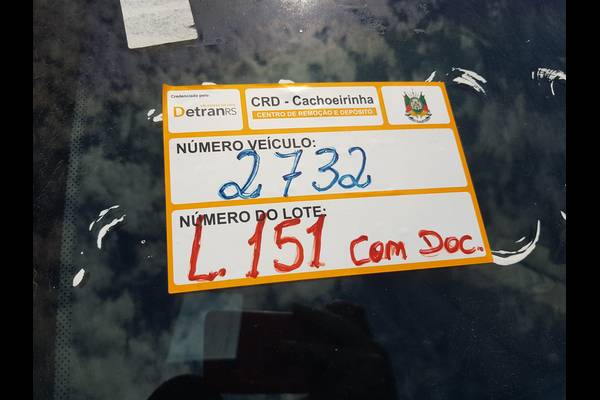 Credenciado pelo:
DetranRS
CRD - Cachoeirinha
CENTRO DE REMOÇÃO E DEPÓSITO
NÚMERO VEÍCULO:
2732
NÚMERO DO LOTE:
L. 151 com Doc.